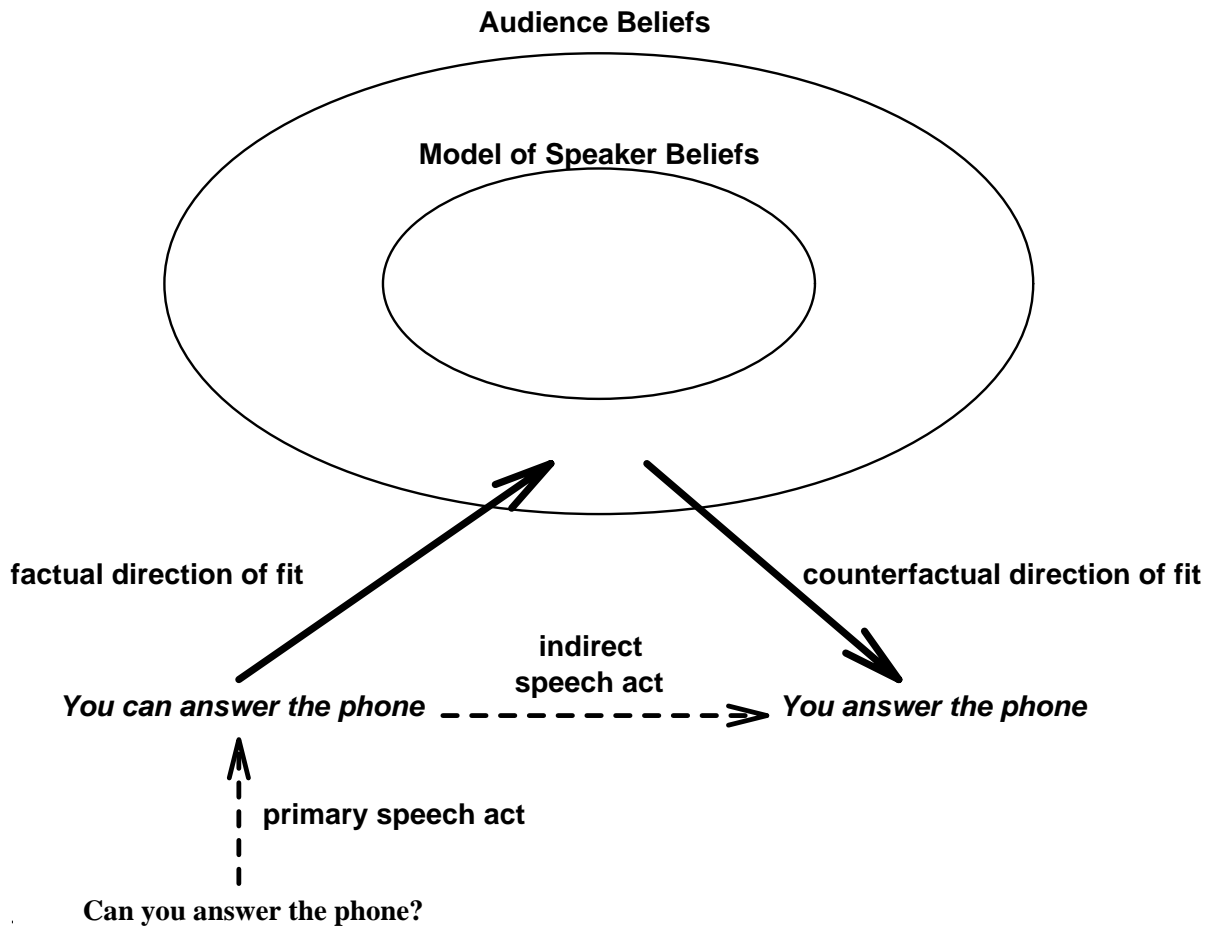 Audience Beliefs
Model of Speaker Beliefs
factual direction of fit
counterfactual direction of fit
indirect
speech act
You can answer the phone
You answer the phone
primary speech act
Can you answer the phone?